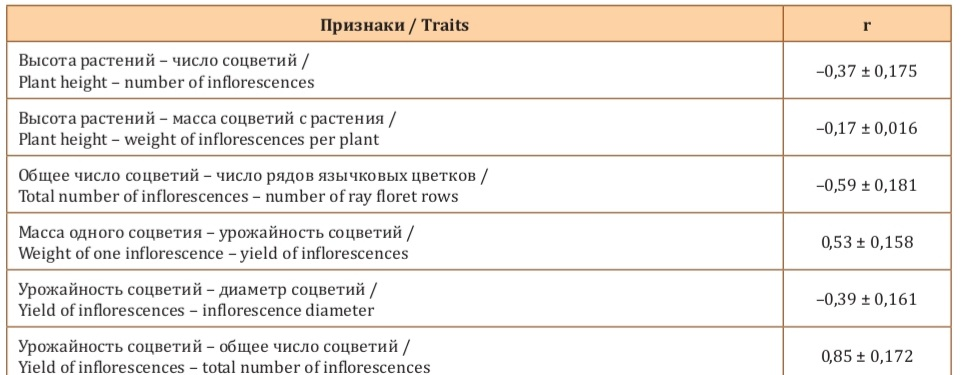 Признаки / Traits
r
Высота растений – число соцветий /
Plant height – number of inflorescences
–0,37 ± 0,175
Высота растений – масса соцветий с растения /
Plant height – weight of inflorescences per plant
–0,17 ± 0,016
Общее число соцветий – число рядов язычковых цветков /
Total number of inflorescences – number of ray floret rows
–0,59 ± 0,181
Масса одного соцветия – урожайность соцветий /
Weight of one inflorescence – yield of inflorescences
0,53 ± 0,158
Урожайность соцветий – диаметр соцветий /
Yield of inflorescences – inflorescence diameter
–0,39 ± 0,161
Урожайность соцветий – общее число соцветий /
Yield of inflorescences – total number of inflorescences
0,85 ± 0,172